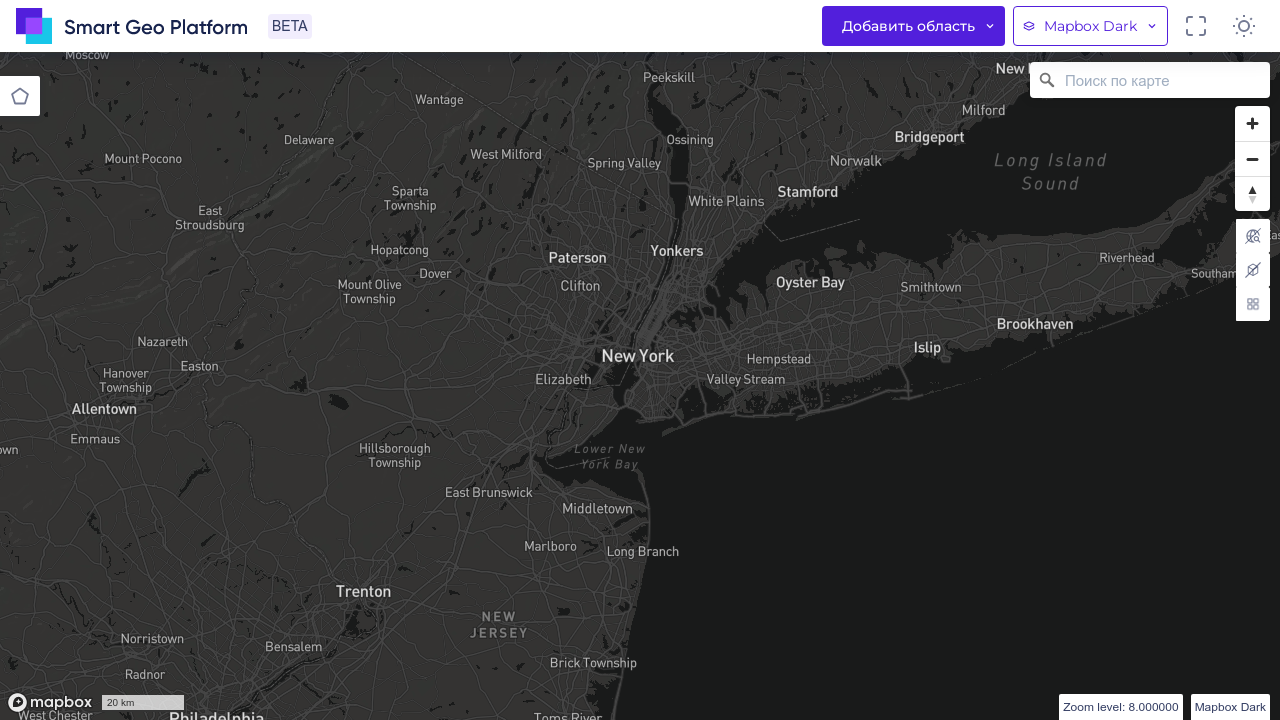 Smart Geo Platform
BETA
Добавить область
Mapbox Dark
Поиск по карте
Moscow
Peekskill
Wantage
Milford
Delaware
Ossining
Bridgeport
Mount Pocono
West Milford
Spring Valley
Norwalk
Long Island
Sound
Sparta
Township
White Plains
Stamford
East
Stroudsburg
Hopatcong
Paterson
Yonkers
Riverhead
Dover
Mount Olive
Township
Clifton
Oyster Bay
Smithtown
Brookhaven
Nazareth
New York
Islip
Easton
Hempstead
Hanover
Township
Elizabeth
Valley Stream
Allentown
Emmaus
Hillsborough
Township
Lower New
York Bay
East Brunswick
Middletown
Marlboro
Long Branch
Trenton
NEW
JERSEY
Norristown
Bensalem
Brick Township
Radnor
mapbox
20 km
West Chester
Philadelphia
Toms River
Zoom level: 8.000000
Mapbox Dark